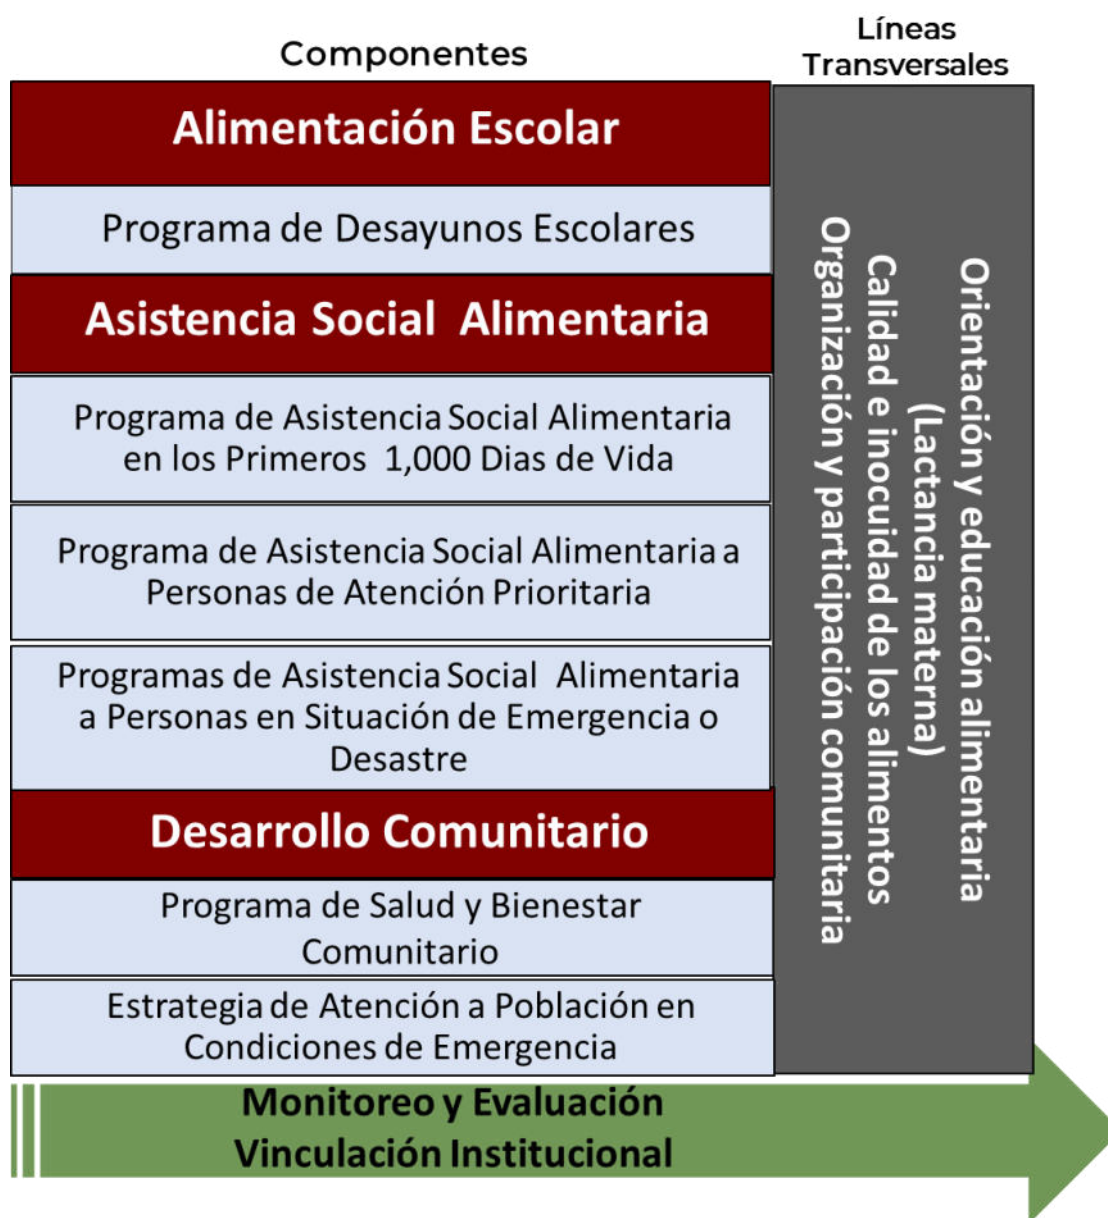 Componentes
Líneas
Transversales
Alimentación Escolar
Programa de Desayunos Escolares
Asistencia Social Alimentaria
Programa de Asistencia Social Alimentaria
en los Primeros 1,000 Dias de Vida
Programa de Asistencia Social Alimentaria a
Personas de Atención Prioritaria
Programas de Asistencia Social Alimentaria
a Personas en Situación de Emergencia o
Desastre
Desarrollo Comunitario
Programa de Salud y Bienestar
Comunitario
Estrategia de Atención a Población en
Condiciones de Emergencia
Orientación y educación alimentaria
(Lactancia materna)
Calidad e inocuidad de los alimentos
Organización y participación comunitaria
Monitoreo y Evaluación
Vinculación Institucional